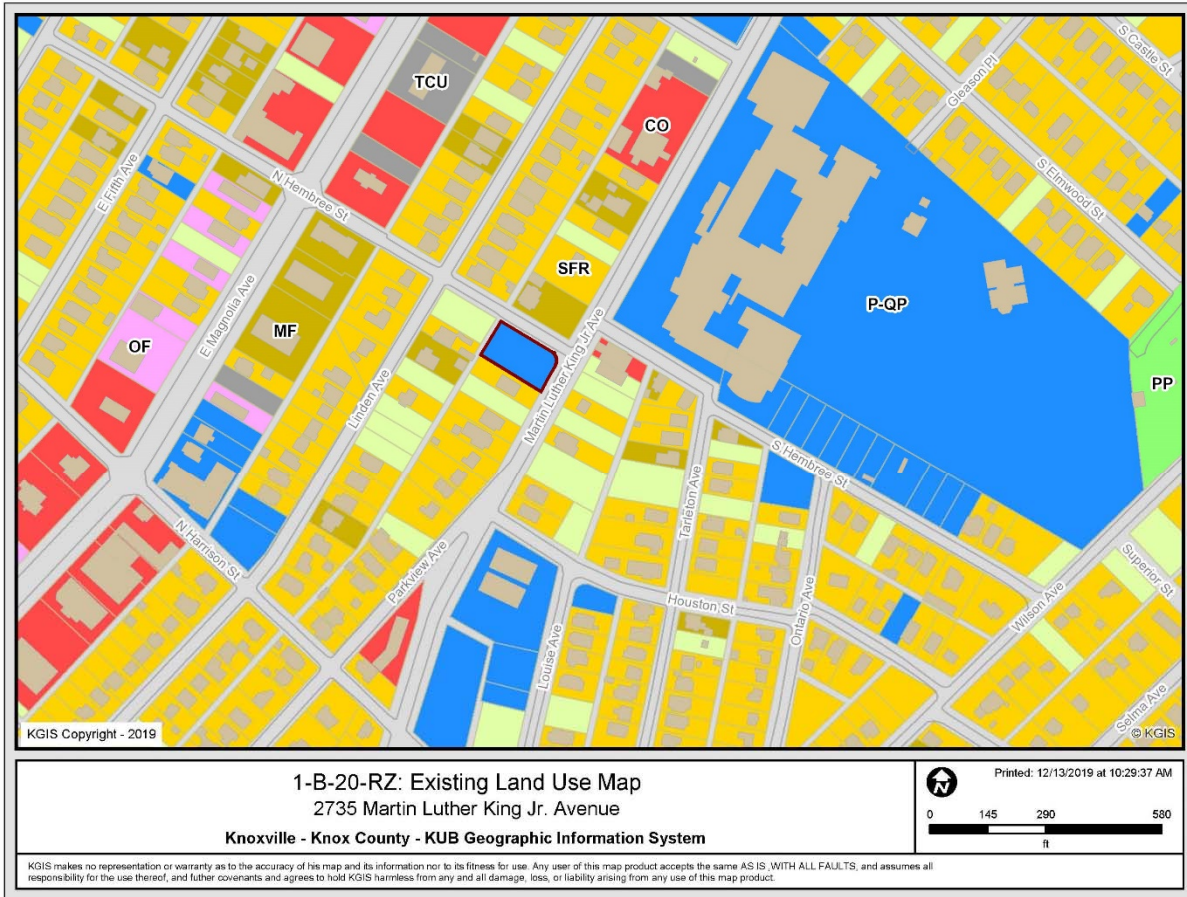 S Castle St
Gleason Pl
TCU
CO
S Elmwood St
E Fifth Ave
N Hembree St
SFR
P-QP
E Magnolia Ave
MF
OF
PP
Linden Ave
Martin Luther King Jr Ave
S Hembree St
Tarleton Ave
N Harrison St
Parkview Ave
Superior St
Houston St
Ontario Ave
Wilson Ave
Louise Ave
Selma Ave
KGIS Copyright - 2019
© KGIS
1-B-20-RZ: Existing Land Use Map
2735 Martin Luther King Jr. Avenue
Knoxville - Knox County - KUB Geographic Information System
N
Printed: 12/13/2019 at 10:29:37 AM
0 145 290 580
ft
KGIS makes no representation or warranty as to the accuracy of his map and its information nor to its fitness for use. Any user of this map product accepts the same AS IS ,WITH ALL FAULTS, and assumes all
responsibility for the use thereof, and futher covenants and agrees to hold KGIS harmless from any and all damage, loss, or liability arising from any use of this map product.